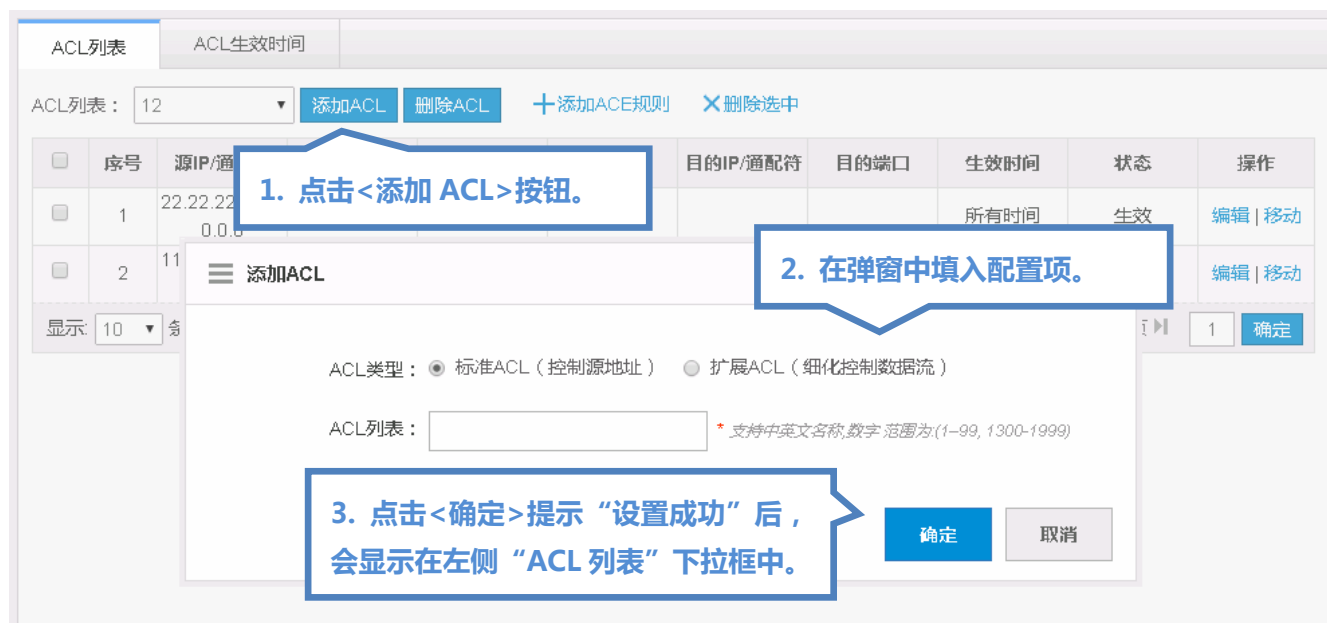 ACL列表 ACL生效时间
ACL列表： 12 添加ACL 删除ACL 添加ACE规则 删除选中
序号 源IP/通 目的IP/通配符 目的端口 生效时间 状态 操作
1. 点击<添加 ACL>按钮。
1 22.22.22 所有时间 生效 编辑 | 移动
0.0.0
2. 在弹窗中填入配置项。
2 11 添加ACL 编辑 | 移动
显示: 10 条 1 确定
ACL类型： 标准ACL（控制源地址） 扩展ACL（细化控制数据流）
ACL列表： * 支持中英文名称,数字 范围为:(1–99, 1300-1999)
3. 点击<确定>提示“设置成功”后，
会显示在左侧“ACL 列表”下拉框中。
确定 取消